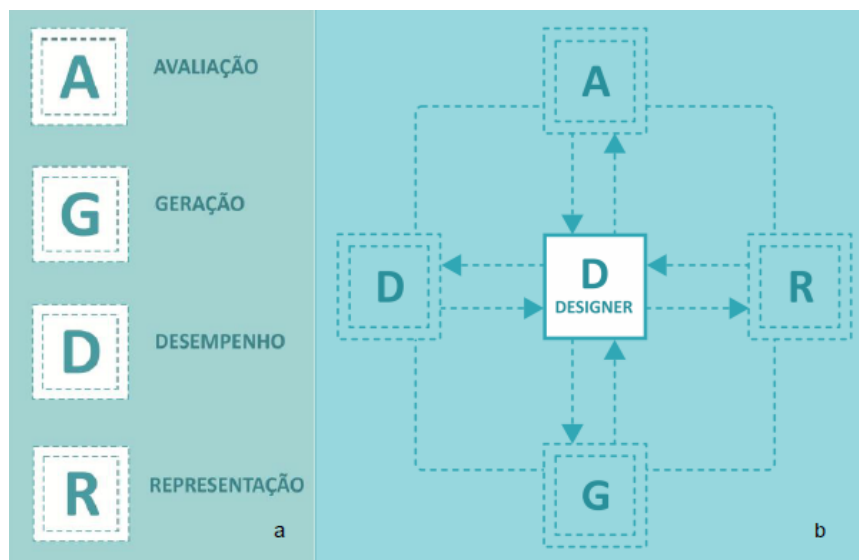 A AVALIAÇÃO
G GERAÇÃO
D DESEMPENHO
R REPRESENTAÇÃO
a
A
D
D
DESIGNER
R
G
b